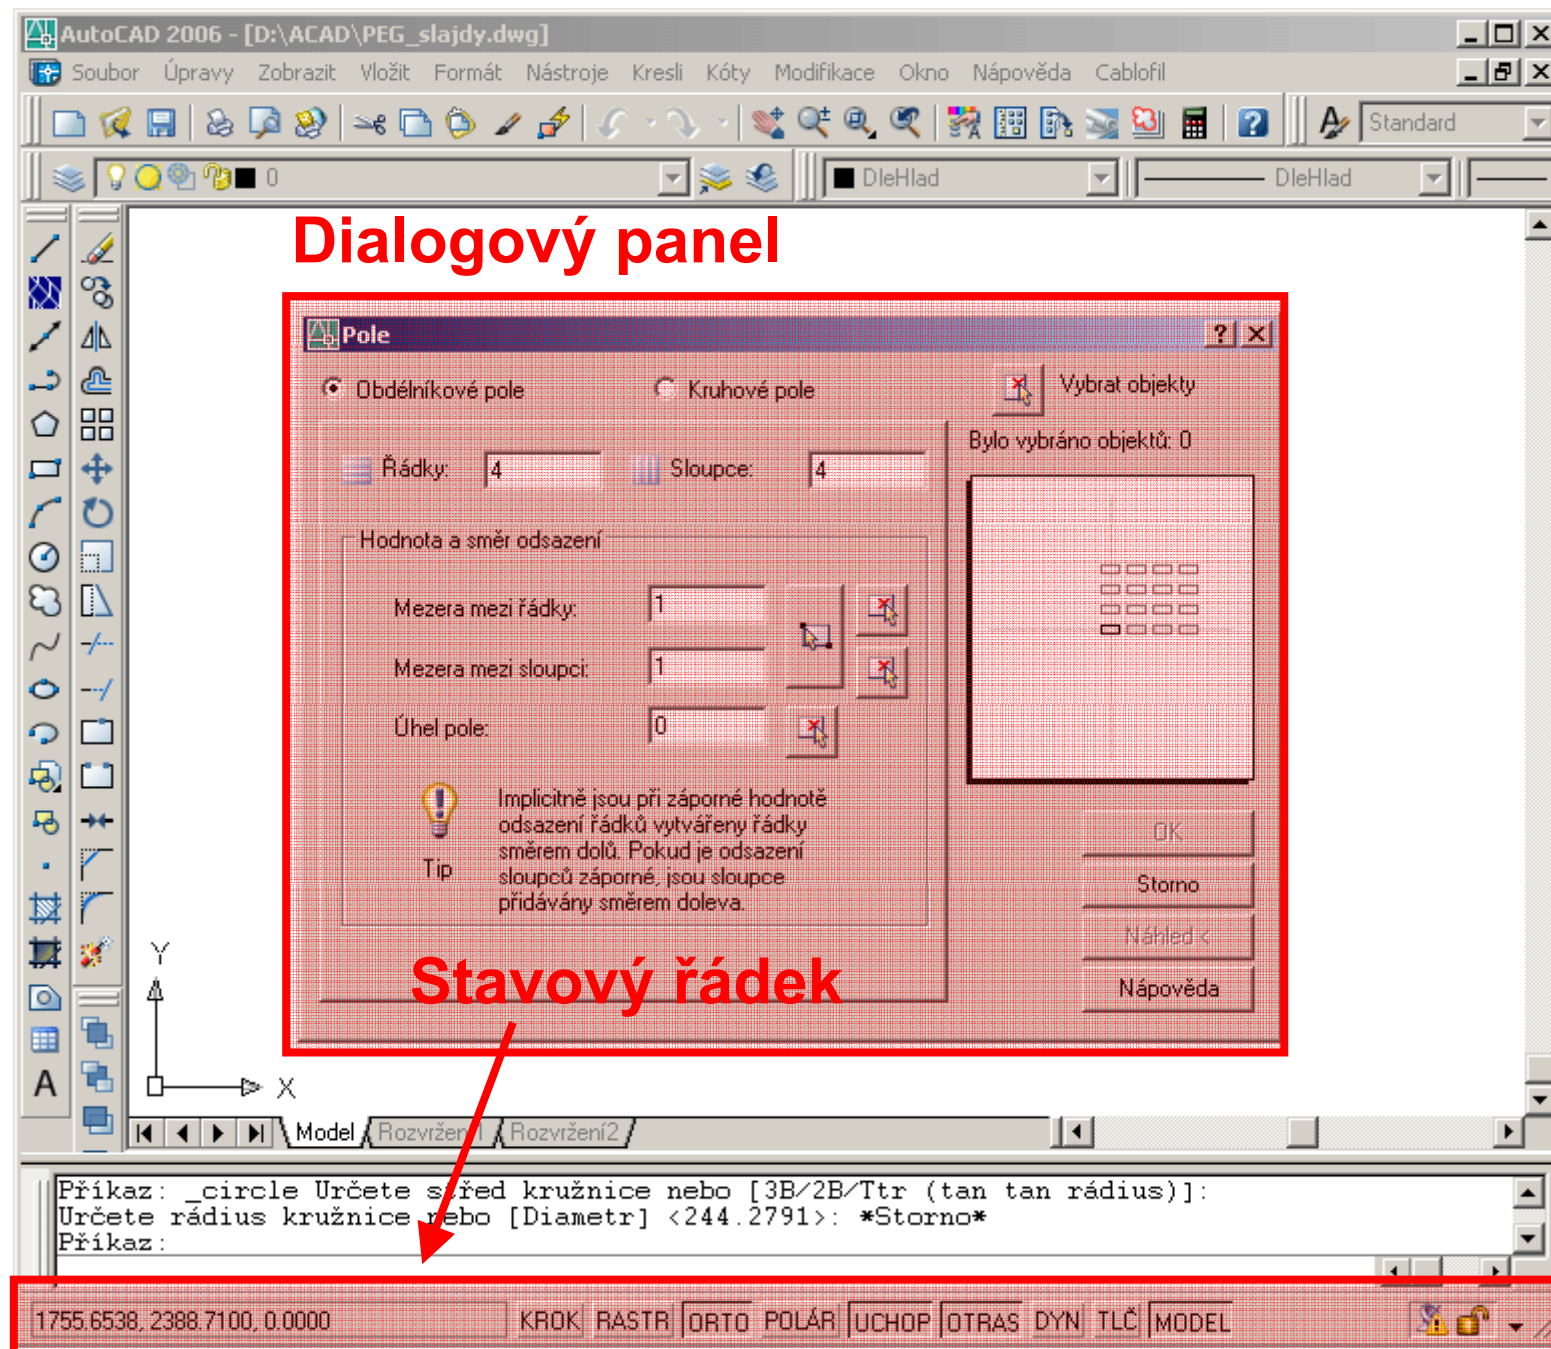 AutoCAD 2006 - [D:\ACAD\PEG_slajdy.dwg]
Soubor Úpravy Zobrazit Vložit Formát Nástroje Kresli Kóty Modifikace Okno Nápověda Cablofil
Standard
0 DleHlad DleHlad
Dialogový panel
Pole
Obdélníkové pole Kruhové pole Vybrat objekty
Bylo vybráno objektů: 0
Řádky: 4 Sloupce: 4
Hodnota a směr odsazení
Mezera mezi řádky: 1
Mezera mezi sloupci: 1
Úhel pole: 0
Implicitně jsou při záporné hodnotě
odsazení řádků vytvářeny řádky
směrem dolů. Pokud je odsazení
sloupců záporné, jsou sloupce
přidávány směrem doleva.
Tip
OK
Storno
Náhled <
Nápověda
Stavový řádek
Y
X
A
Model Rozvržení1 Rozvržení2
Příkaz: _circle Určete střed kružnice nebo [3B/2B/Ttr (tan tan rádius)]:
Určete rádius kružnice nebo [Diametr] <244.2791>: *Storno*
Příkaz:
1755.6538, 2388.7100, 0.0000 KROK RASTR ORTO POLÁR UCHOP OTRAS DYN TLČ MODEL